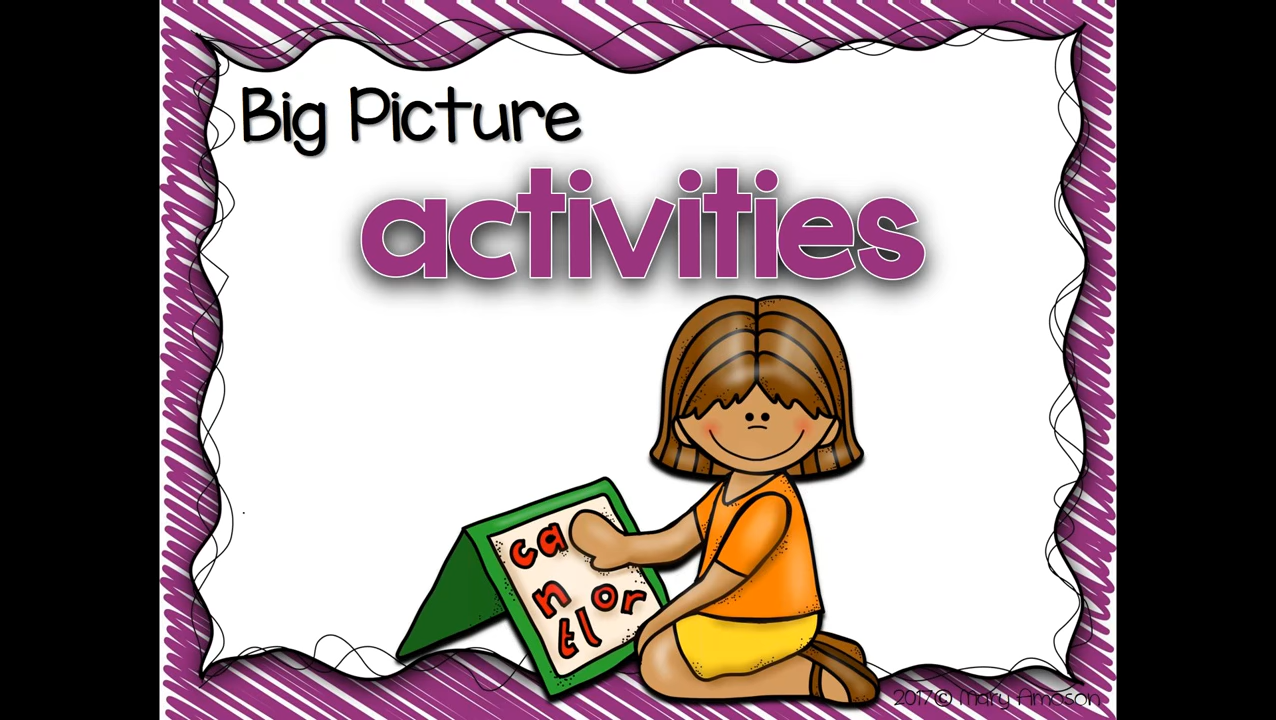 Big Picture
activities
ca
n or
tl
2017© Mary Amoson